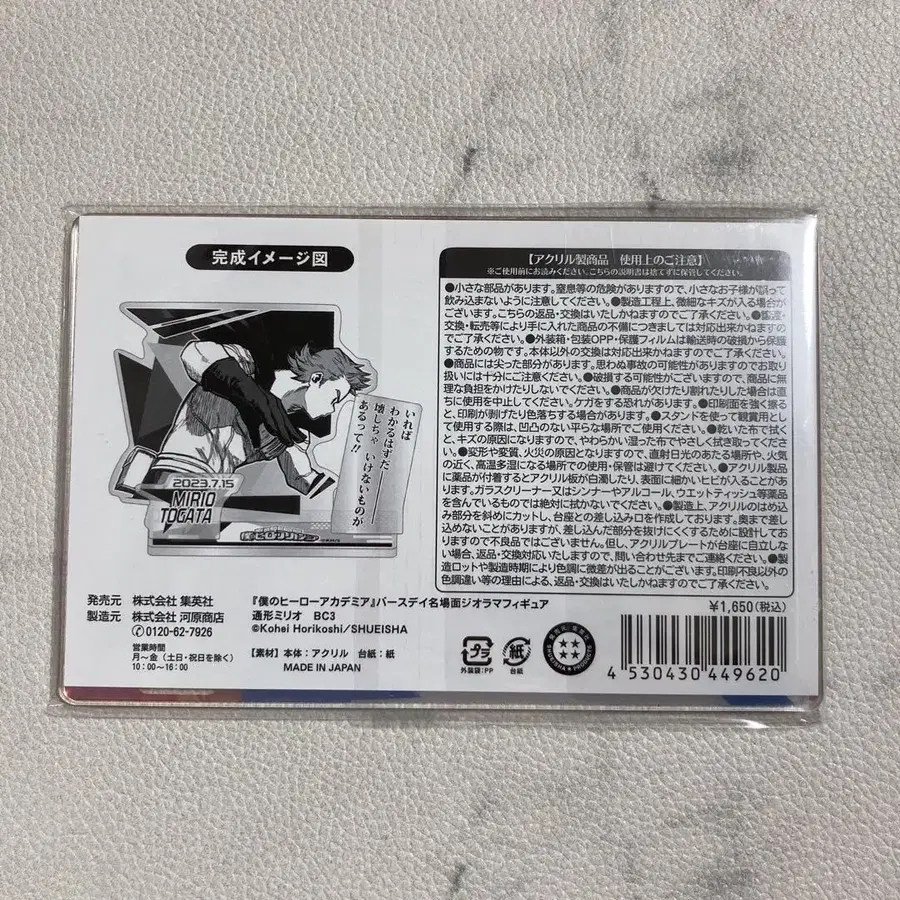 完成イメージ図
いれば
わかるはずだ――
壊しちゃ いけないものが
あるって!!
2023.7.15
MIRIO
TOGATA
僕のヒーローアカデミア
【アクリル製商品 使用上のご注意】
※ご使用前にお読みください。こちらの説明書は捨てずに保管してください。
●小さな部品があります。窒息等の危険がありますので、小さなお子様が誤って
飲み込まないように注意してください。●製造工程上、微細なキズが入る場合が
ございます。こちらの返品・交換はいたしかねますのでご了承ください。●譲渡・
交換・転売等により手に入れた商品の不備につきましては対応出来かねますの
でご了承ください。●外装箱・包装OPP・保護フィルムは輸送時の破損から保護
するための物です。本体以外の交換は対応出来かねますのでご了承ください。
●商品には尖った部分があります。思わぬ事故の可能性がありますのでお取
り扱いには十分にご注意ください。●破損する可能性がございますので、商品に無
理な負担をかけたりしないでください。●商品が欠けたり割れたりした場合は直
ちに使用を中止してください。ケガをする恐れがあります。●印刷面を強く擦る
と、印刷が剥げたり色落ちする場合があります。●スタンドを使って観賞用とし
て使用する際は、凹凸のない平らな場所でご使用ください。●乾いた布で拭く
と、キズの原因になりますので、やわらかい湿った布でやさしく拭き取ってくださ
い。●変形や変質、火災の原因となりますので、直射日光のあたる場所や、火気
の近く、高温多湿になる場所での使用・保管は避けてください。●アクリル製品
に薬品が付着するとアクリル板が白濁したり、表面に細かいヒビが入ることが
あります。ガラスクリーナー又はシンナーやアルコール、ウエットティッシュ等薬品
を含んでいるものでは絶対に拭かないでください。●製造上、アクリルのはめ込
み部分を斜めにカットし、台座との差し込み口を作成しております。奥まで差し
込めないことがありますが、差し込んだ部分を抜けにくくするために設計して
おりますので不良品ではございません。但し、アクリルプレートが台座に自立し
ない場合、返品・交換対応いたしますので、問い合わせ先までご連絡ください。●
製造ロットや製造時期により色調に微差が出ることがございます。印刷不良以外の
色調違い等の理由による、返品・交換はいたしかねますのでご了承ください。
¥1,650(税込)
発売元 株式会社 集英社
製造元 株式会社 河原商店
0120-62-7926
営業時間
月~金(土日・祝日を除く)
10:00~16:00
『僕のヒーローアカデミア』バースデイ名場面ジオラマフィギュア
通形ミリオ BC3
©Kohei Horikoshi/SHUEISHA
【素材】本体:アクリル 台紙:紙
MADE IN JAPAN
プラ
外装袋:PP
紙
台紙
SHUEISHA PRODUCTS
4 530430 449620